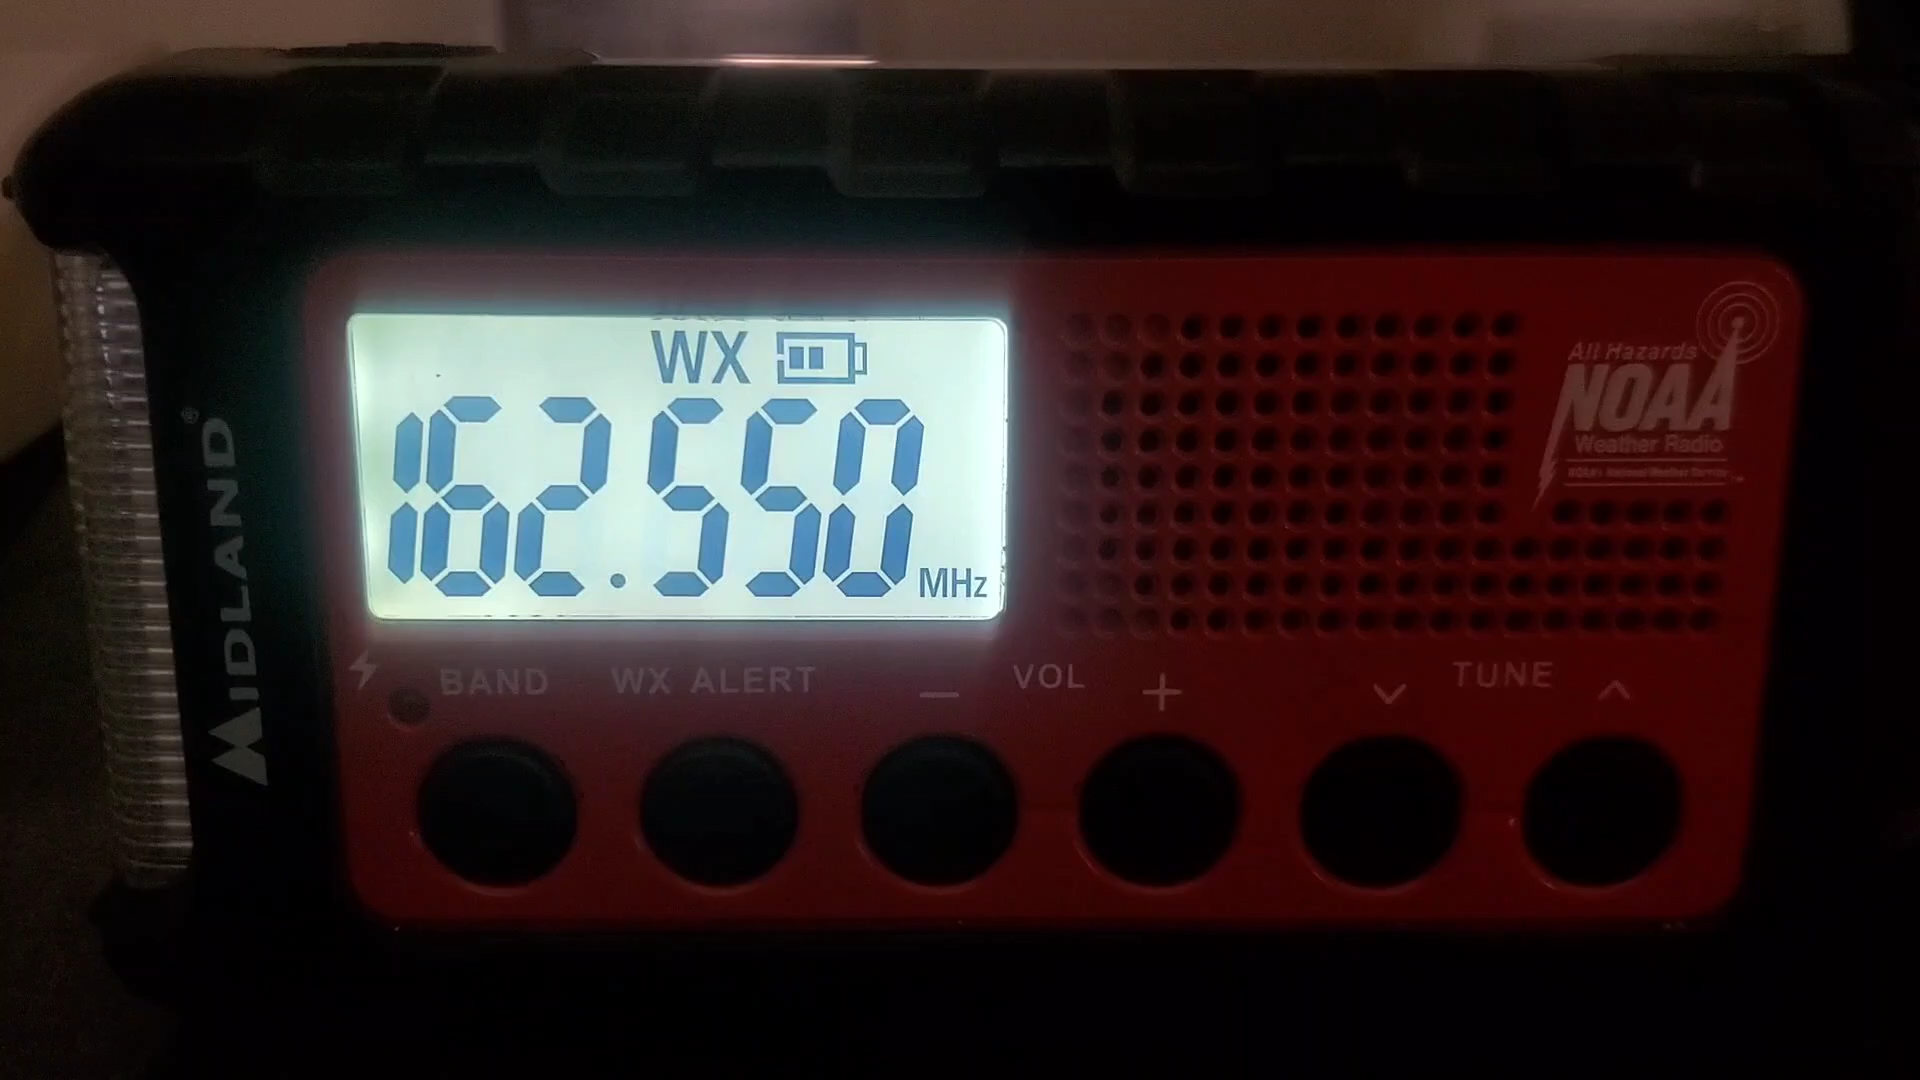 WX
162.550 MHz
All Hazards
NOAA
Weather Radio
MIDLAND®
BAND WX ALERT − VOL + TUNE